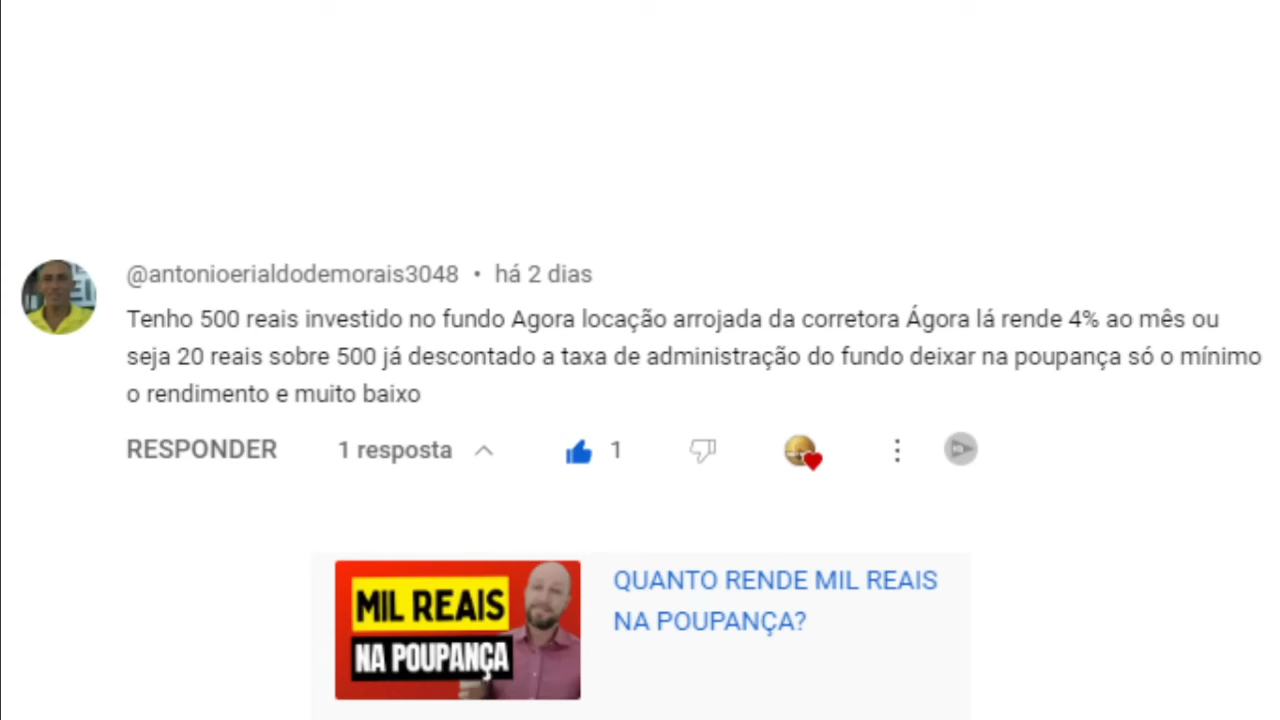 @antonioerialdodemorais3048 • há 2 dias
Tenho 500 reais investido no fundo Agora locação arrojada da corretora Ágora lá rende 4% ao mês ou
seja 20 reais sobre 500 já descontado a taxa de administração do fundo deixar na poupança só o mínimo
o rendimento e muito baixo
RESPONDER 1 resposta 1
MIL REAIS
NA POUPANÇA
QUANTO RENDE MIL REAIS
NA POUPANÇA?